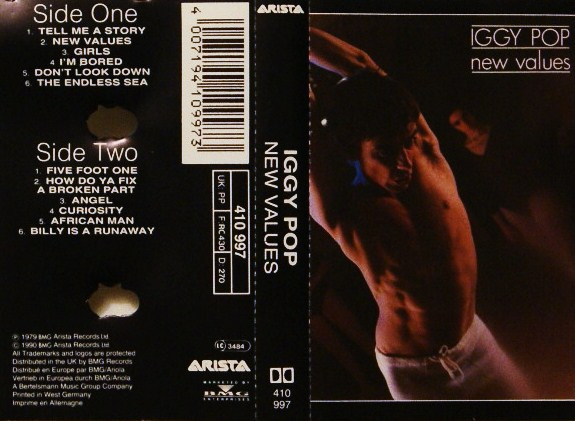 Side One
1. TELL ME A STORY
2. NEW VALUES
3. GIRLS
4 I'M BORED
5. DON'T LOOK DOWN
6. THE ENDLESS SEA
Side Two
1. FIVE FOOT ONE
2. HOW DO YA FIX
A BROKEN PART
3. ANGEL
4 CURIOSITY
5 AFRICAN MAN
6. BILLY IS A RUNAWAY
℗ 1979 BMG Arista Records Ltd.
© 1990 BMG Arista Records Ltd.
All Trademarks and logos are protected
Distributed in the UK by BMG Records
Distribué en Europe par BMG/Ariola
Vertrieb in Europea durch BMG/Ariola
A Bertelsmann Music Group Company
Printed in West Germany
Imprime en Allemagne
4 007194 109973
410 997
UK: PP F:RC430 D: 270
LC 3484
ARISTA
MARKETED BY
BMG
ENTERPRISES
ARISTA
IGGY POP
NEW VALUES
410
997
IGGY POP
new values